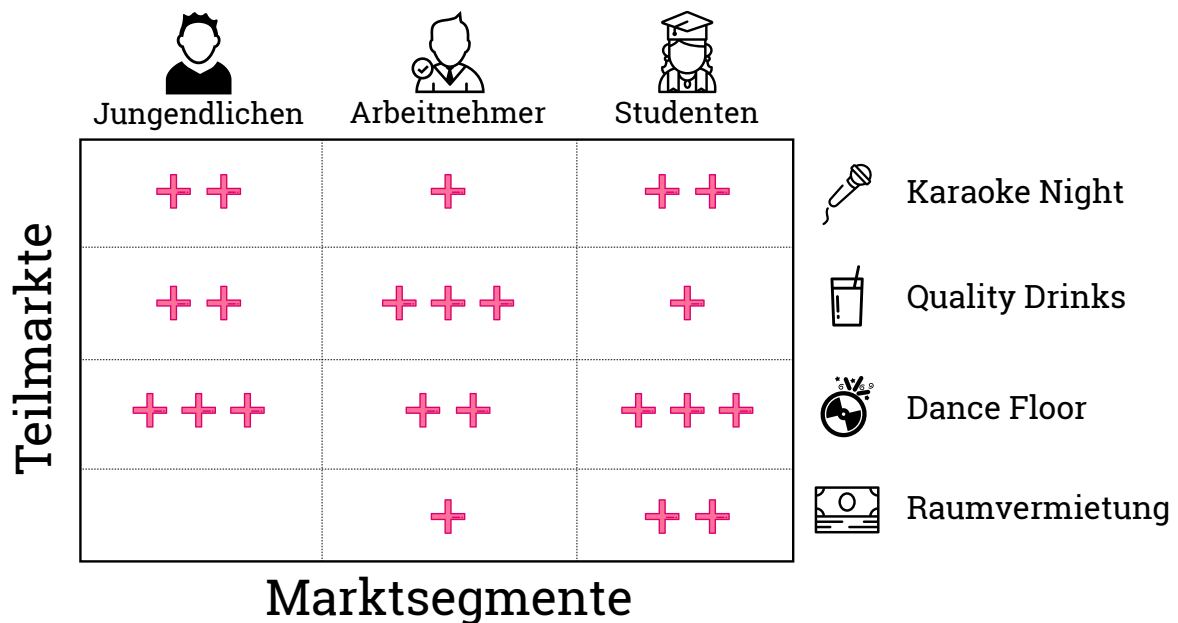 Jungendlichen
Arbeitnehmer
Studenten
Karaoke Night
Quality Drinks
Dance Floor
Raumvermietung
Teilmarkte
Marktsegmente